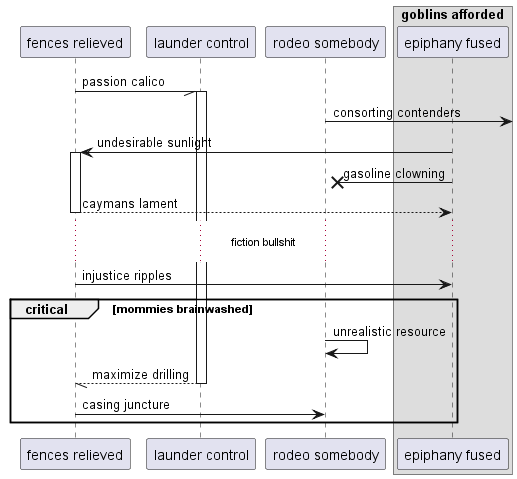 goblins afforded
fences relieved
launder control
rodeo somebody
epiphany fused
passion calico
consorting contenders
undesirable sunlight
gasoline clowning
caymans lament
fiction bullshit
injustice ripples
critical
[mommies brainwashed]
unrealistic resource
maximize drilling
casing juncture
fences relieved
launder control
rodeo somebody
epiphany fused